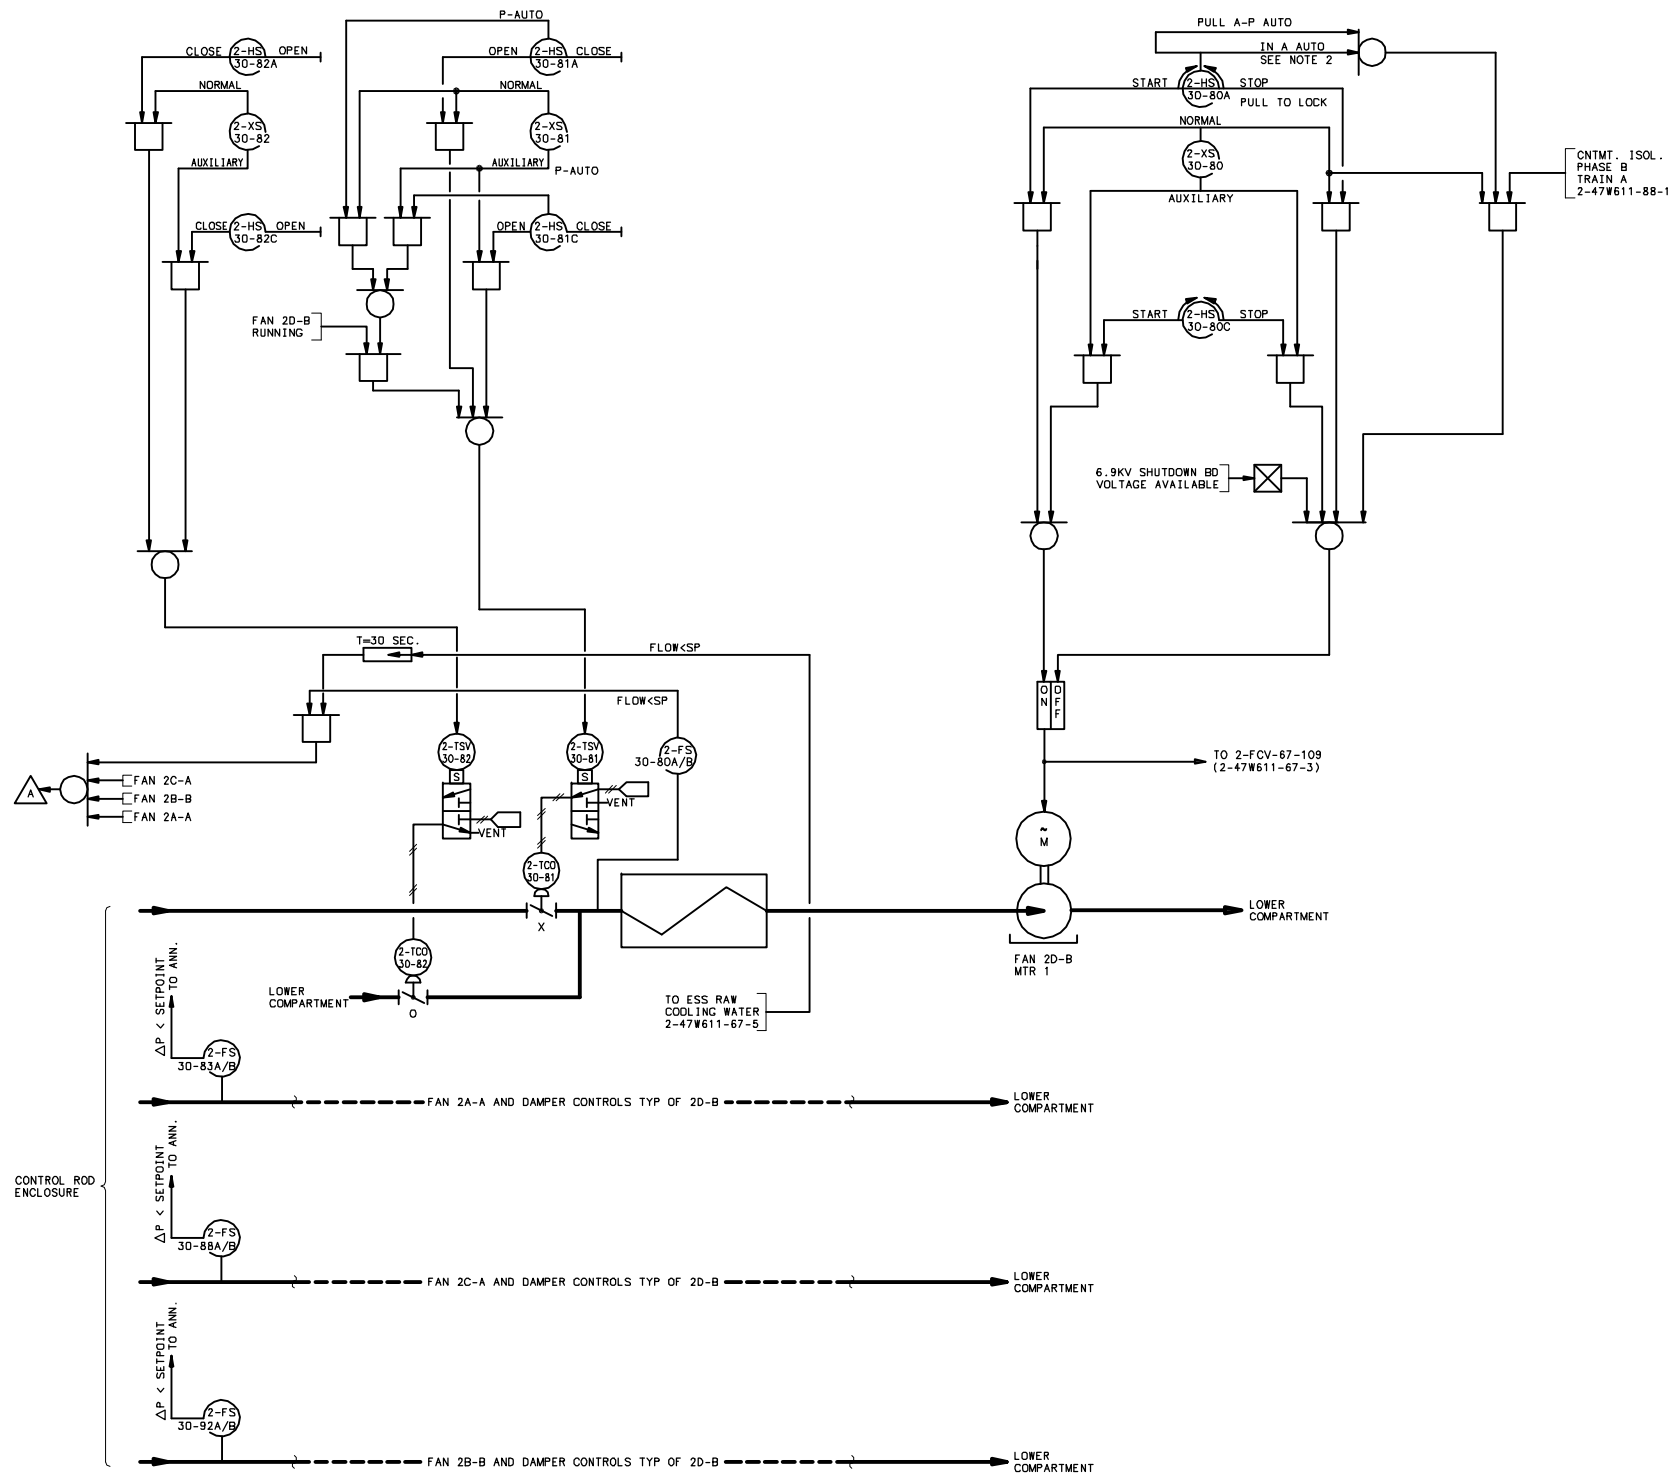 P-AUTO
PULL A-P AUTO
CLOSE 2-HS OPEN
30-82A
OPEN 2-HS CLOSE
30-81A
IN A AUTO
SEE NOTE 2
START 2-HS STOP
30-80A
PULL TO LOCK
NORMAL
NORMAL
NORMAL
2-XS
30-82
2-XS
30-81
2-XS
30-80
AUXILIARY
AUXILIARY
P-AUTO
AUXILIARY
CNTMT. ISOL.
PHASE B
TRAIN A
2-47W611-88-1
CLOSE 2-HS OPEN
30-82C
OPEN 2-HS CLOSE
30-81C
FAN 2D-B
RUNNING
START 2-HS STOP
30-80C
6.9KV SHUTDOWN BD
VOLTAGE AVAILABLE
T=30 SEC.
FLOW<SP
FLOW<SP
ON
OFF
2-TSV
30-82
S
2-TSV
30-81
S
2-FS
30-80A/B
TO 2-FCV-67-109
(2-47W611-67-3)
A
FAN 2C-A
FAN 2B-B
FAN 2A-A
VENT
VENT
~
M
2-TCO
30-81
X
LOWER
COMPARTMENT
2-TCO
30-82
O
FAN 2D-B
MTR 1
LOWER
COMPARTMENT
TO ESS RAW
COOLING WATER
2-47W611-67-5
ΔP < SETPOINT
TO ANN.
2-FS
30-83A/B
FAN 2A-A AND DAMPER CONTROLS TYP OF 2D-B
LOWER
COMPARTMENT
CONTROL ROD
ENCLOSURE
ΔP < SETPOINT
TO ANN.
2-FS
30-88A/B
FAN 2C-A AND DAMPER CONTROLS TYP OF 2D-B
LOWER
COMPARTMENT
ΔP < SETPOINT
TO ANN.
2-FS
30-92A/B
FAN 2B-B AND DAMPER CONTROLS TYP OF 2D-B
LOWER
COMPARTMENT